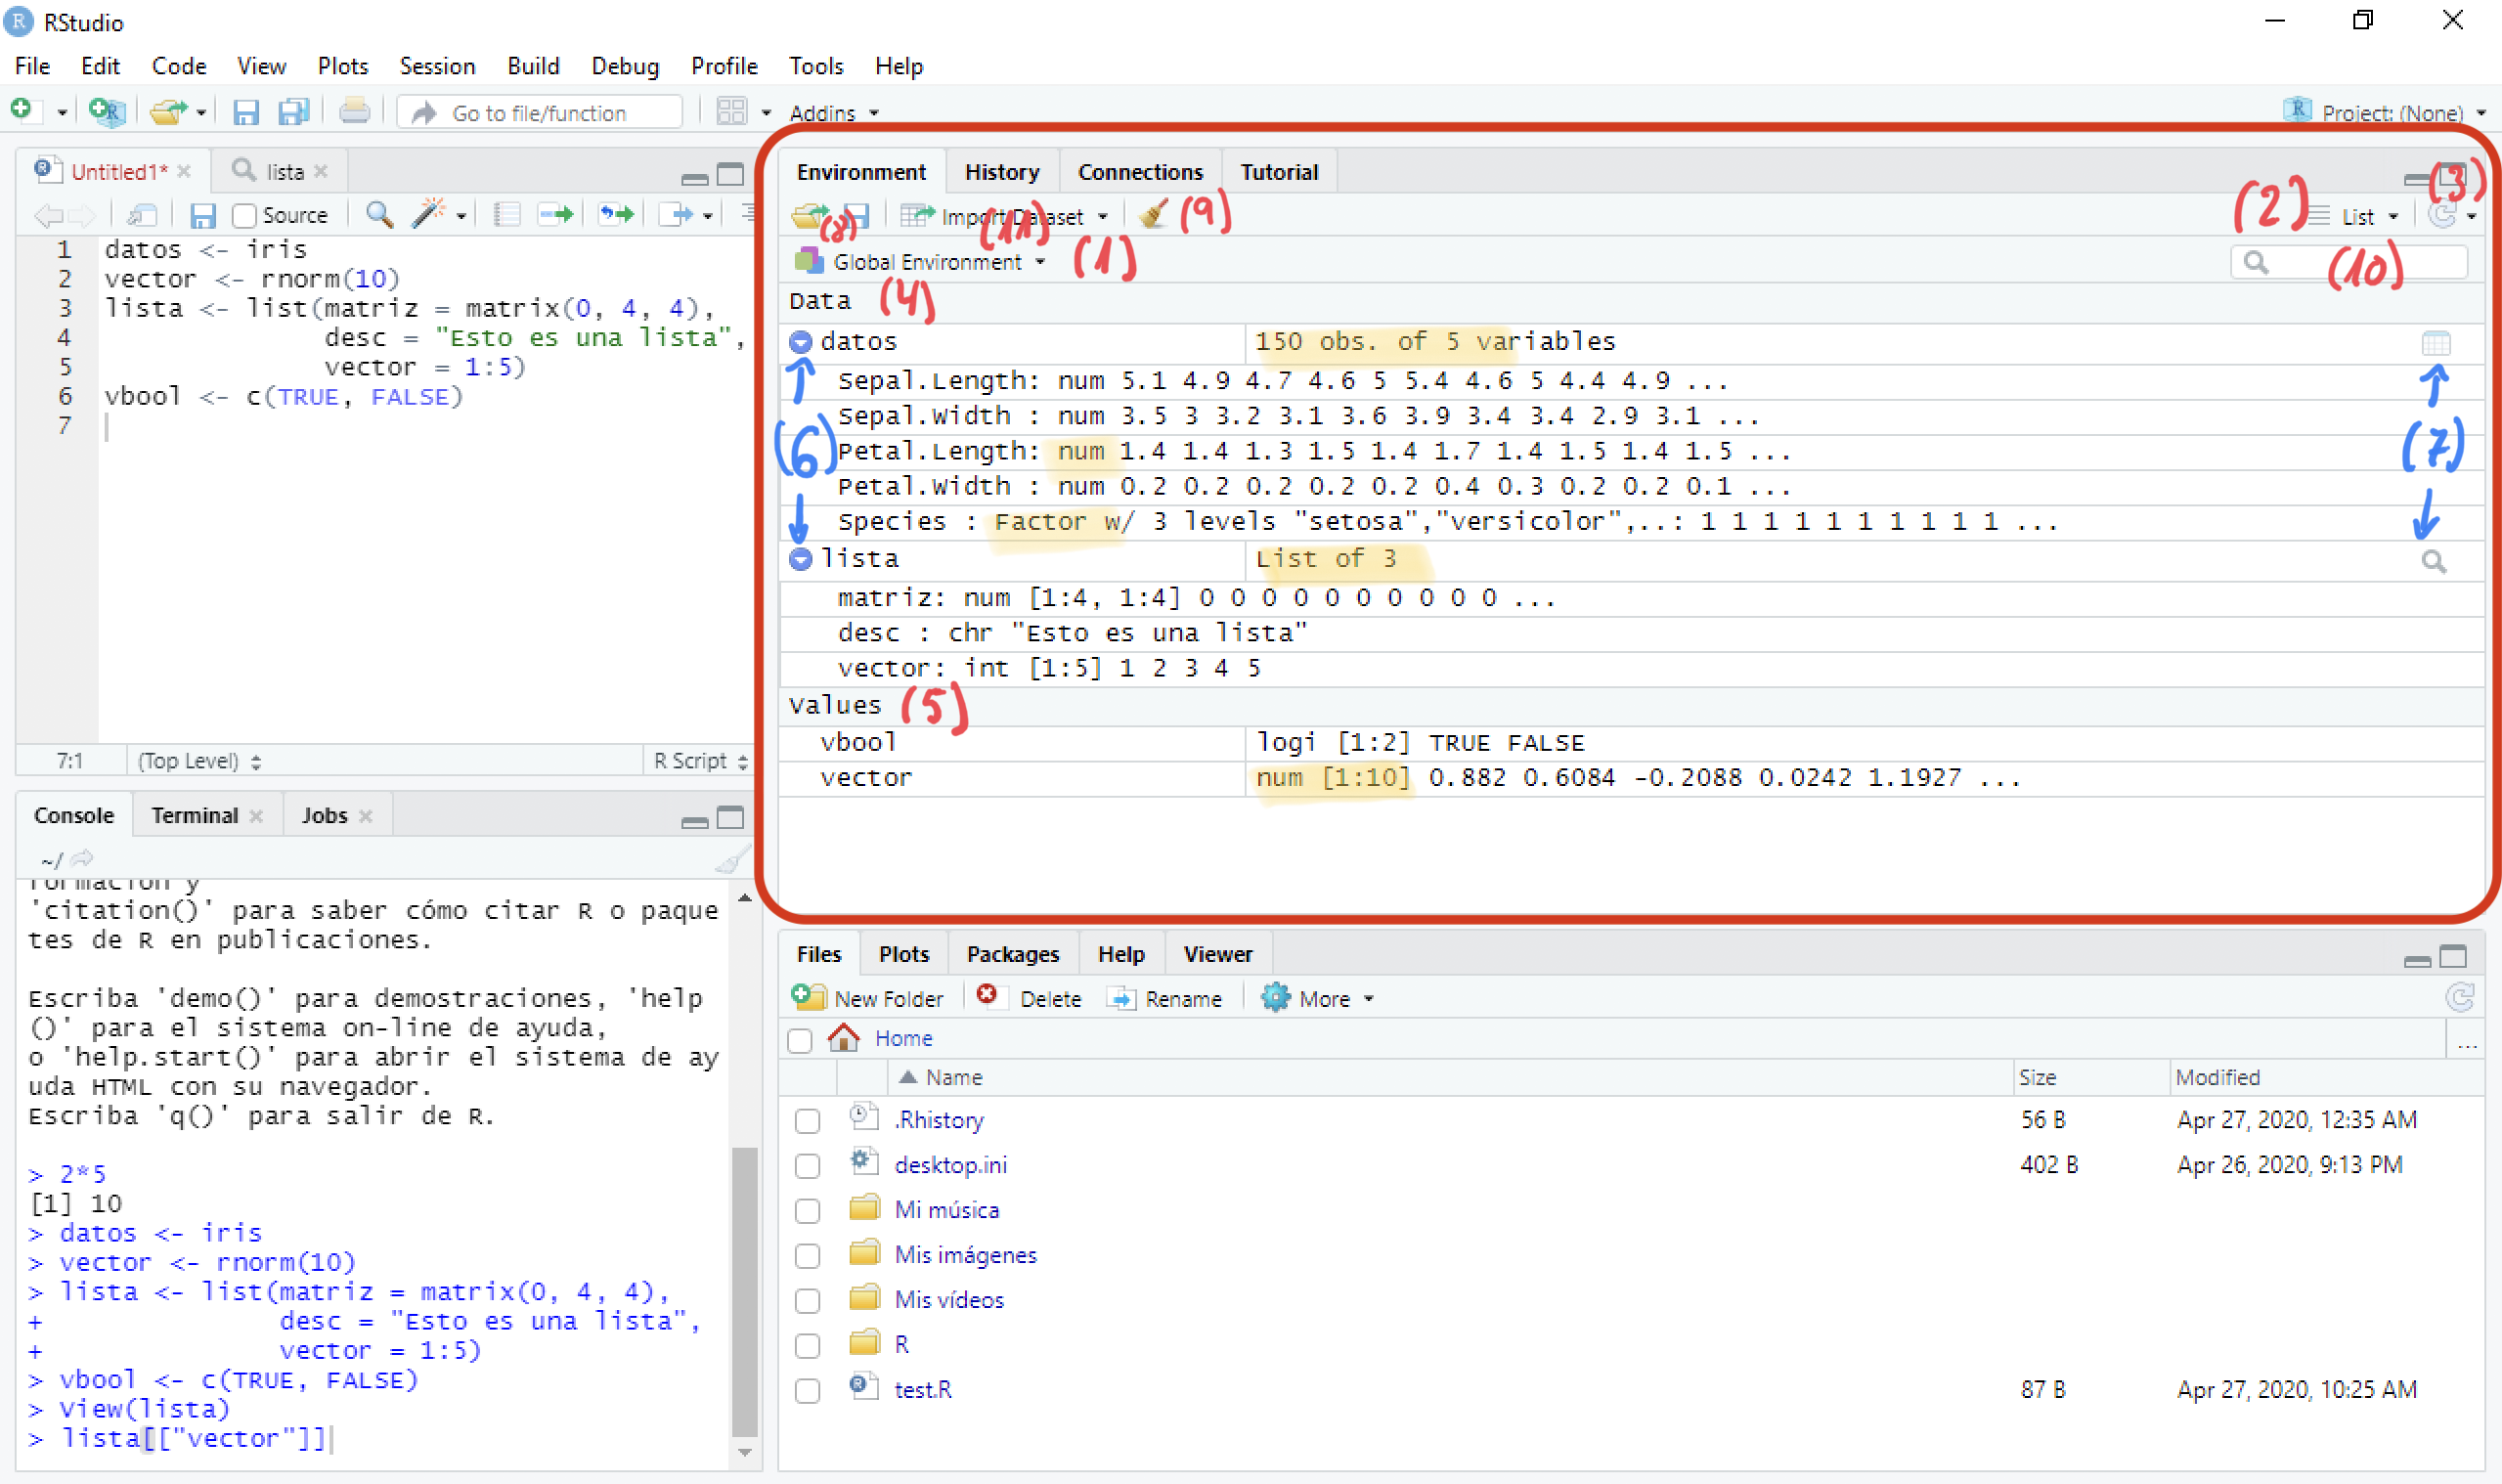 RStudio
File Edit Code View Plots Session Build Debug Profile Tools Help
Go to file/function Addins Project: (None)
Untitled1* lista
Source
1 datos <- iris
2 vector <- rnorm(10)
3 lista <- list(matriz = matrix(0, 4, 4),
4 desc = "Esto es una lista",
5 vector = 1:5)
6 vbool <- c(TRUE, FALSE)
7
7:1 (Top Level) R Script
Console Terminal Jobs
~/
formación y
'citation()' para saber cómo citar R o paque
tes de R en publicaciones.
Escriba 'demo()' para demostraciones, 'help
()' para el sistema on-line de ayuda,
o 'help.start()' para abrir el sistema de ay
uda HTML con su navegador.
Escriba 'q()' para salir de R.
> 2*5
[1] 10
> datos <- iris
> vector <- rnorm(10)
> lista <- list(matriz = matrix(0, 4, 4),
+ desc = "Esto es una lista",
+ vector = 1:5)
> vbool <- c(TRUE, FALSE)
> View(lista)
> lista[["vector"]]
Environment History Connections Tutorial
(3)
(8) Import Dataset (11) (9) (2) List
Global Environment (1) (10)
Data (4)
datos 150 obs. of 5 variables
Sepal.Length: num 5.1 4.9 4.7 4.6 5 5.4 4.6 5 4.4 4.9 ...
Sepal.Width : num 3.5 3 3.2 3.1 3.6 3.9 3.4 3.4 2.9 3.1 ...
(6) Petal.Length: num 1.4 1.4 1.3 1.5 1.4 1.7 1.4 1.5 1.4 1.5 ... (7)
Petal.Width : num 0.2 0.2 0.2 0.2 0.2 0.4 0.3 0.2 0.2 0.1 ...
Species : Factor w/ 3 levels "setosa","versicolor",..: 1 1 1 1 1 1 1 1 1 1 ...
lista List of 3
matriz: num [1:4, 1:4] 0 0 0 0 0 0 0 0 0 0 ...
desc : chr "Esto es una lista"
vector: int [1:5] 1 2 3 4 5
Values (5)
vbool logi [1:2] TRUE FALSE
vector num [1:10] 0.882 0.6084 -0.2088 0.0242 1.1927 ...
Files Plots Packages Help Viewer
New Folder Delete Rename More
Home ...
Name Size Modified
.Rhistory 56 B Apr 27, 2020, 12:35 AM
desktop.ini 402 B Apr 26, 2020, 9:13 PM
Mi música
Mis imágenes
Mis vídeos
R
test.R 87 B Apr 27, 2020, 10:25 AM